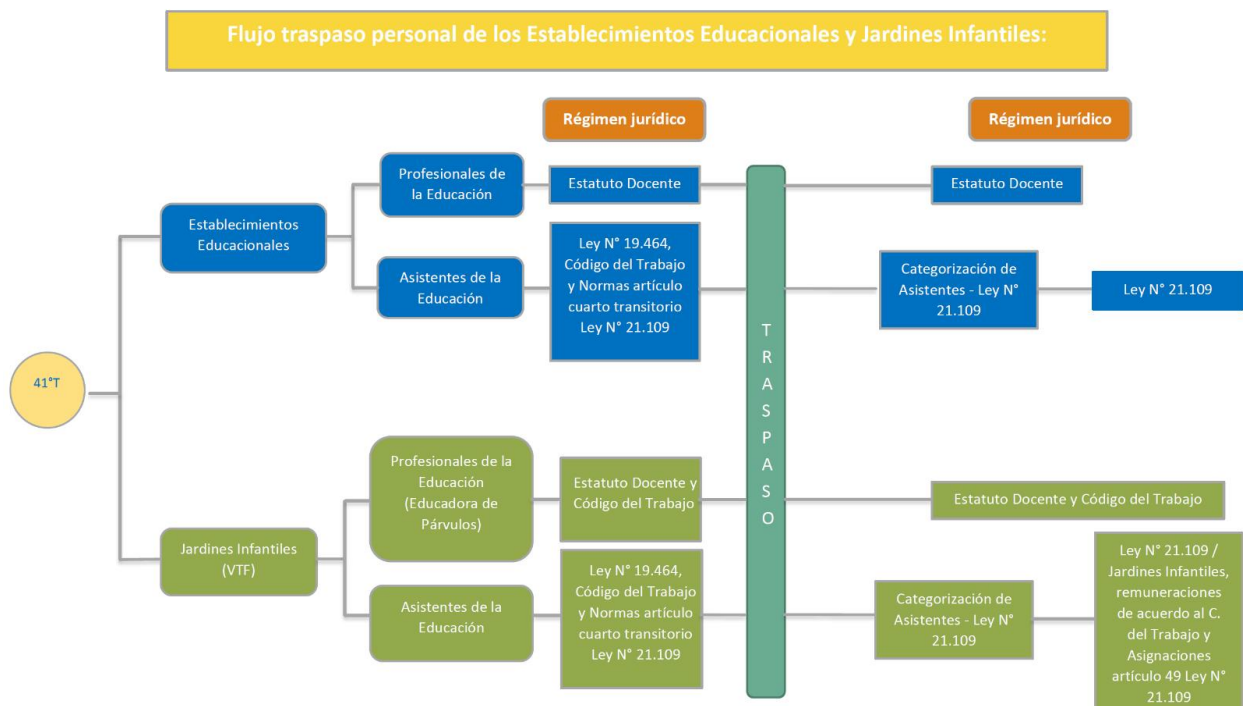 Flujo traspaso personal de los Establecimientos Educacionales y Jardines Infantiles:
Régimen jurídico
Régimen jurídico
Profesionales de
la Educación
Estatuto Docente
Estatuto Docente
Establecimientos
Educacionales
Asistentes de la
Educación
Ley N° 19.464,
Código del Trabajo
y Normas artículo
cuarto transitorio
Ley N° 21.109
Categorización de
Asistentes - Ley N°
21.109
Ley N° 21.109
41°T
T
R
A
S
P
A
S
O
Profesionales de la
Educación
(Educadora de
Párvulos)
Estatuto Docente y
Código del Trabajo
Estatuto Docente y Código del Trabajo
Jardines Infantiles
(VTF)
Asistentes de la
Educación
Ley N° 19.464,
Código del Trabajo
y Normas artículo
cuarto transitorio
Ley N° 21.109
Categorización de
Asistentes - Ley N°
21.109
Ley N° 21.109 /
Jardines Infantiles,
remuneraciones
de acuerdo al C.
del Trabajo y
Asignaciones
artículo 49 Ley N°
21.109